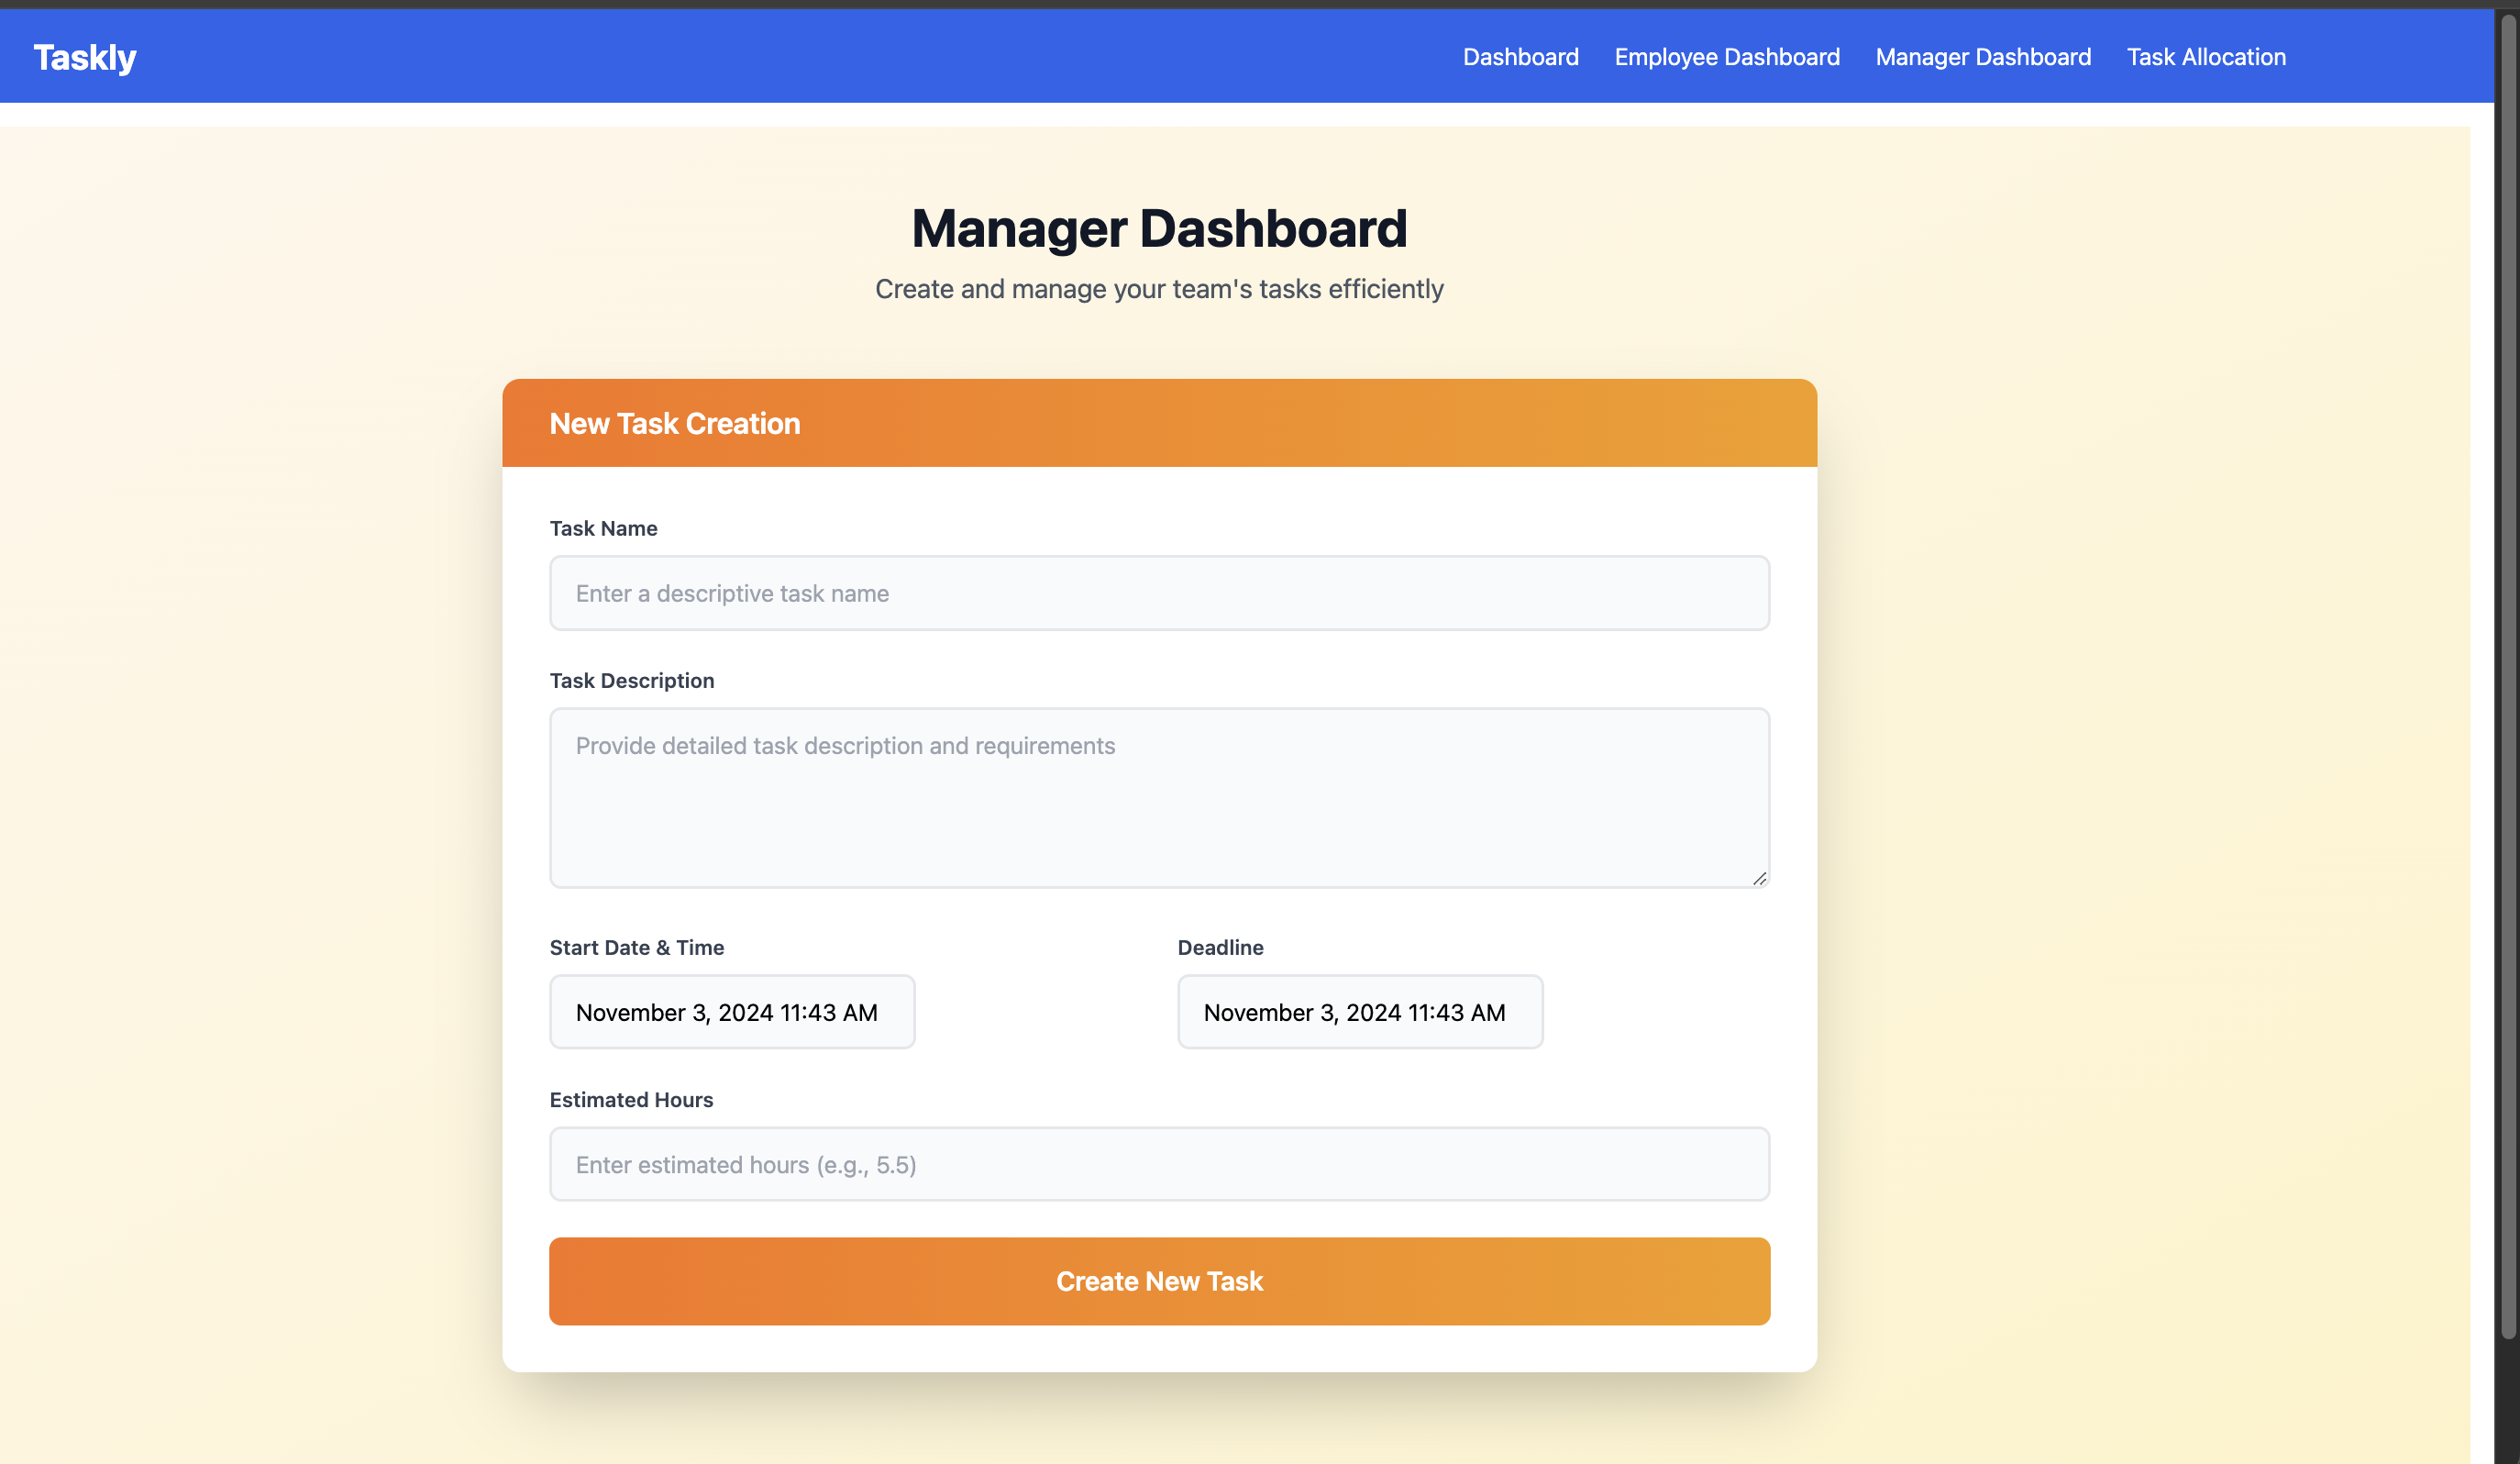 Taskly
Dashboard Employee Dashboard Manager Dashboard Task Allocation
Manager Dashboard
Create and manage your team's tasks efficiently
New Task Creation
Task Name
Enter a descriptive task name
Task Description
Provide detailed task description and requirements
Start Date & Time Deadline
November 3, 2024 11:43 AM November 3, 2024 11:43 AM
Estimated Hours
Enter estimated hours (e.g., 5.5)
Create New Task